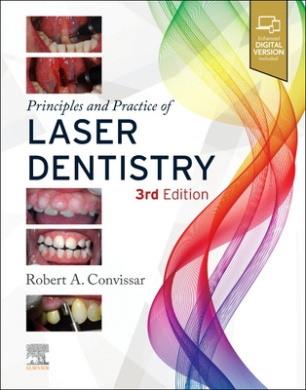 Enhanced
DIGITAL
VERSION
Included
Principles and Practice of
LASER
DENTISTRY
3rd Edition
Robert A. Convissar
ELSEVIER